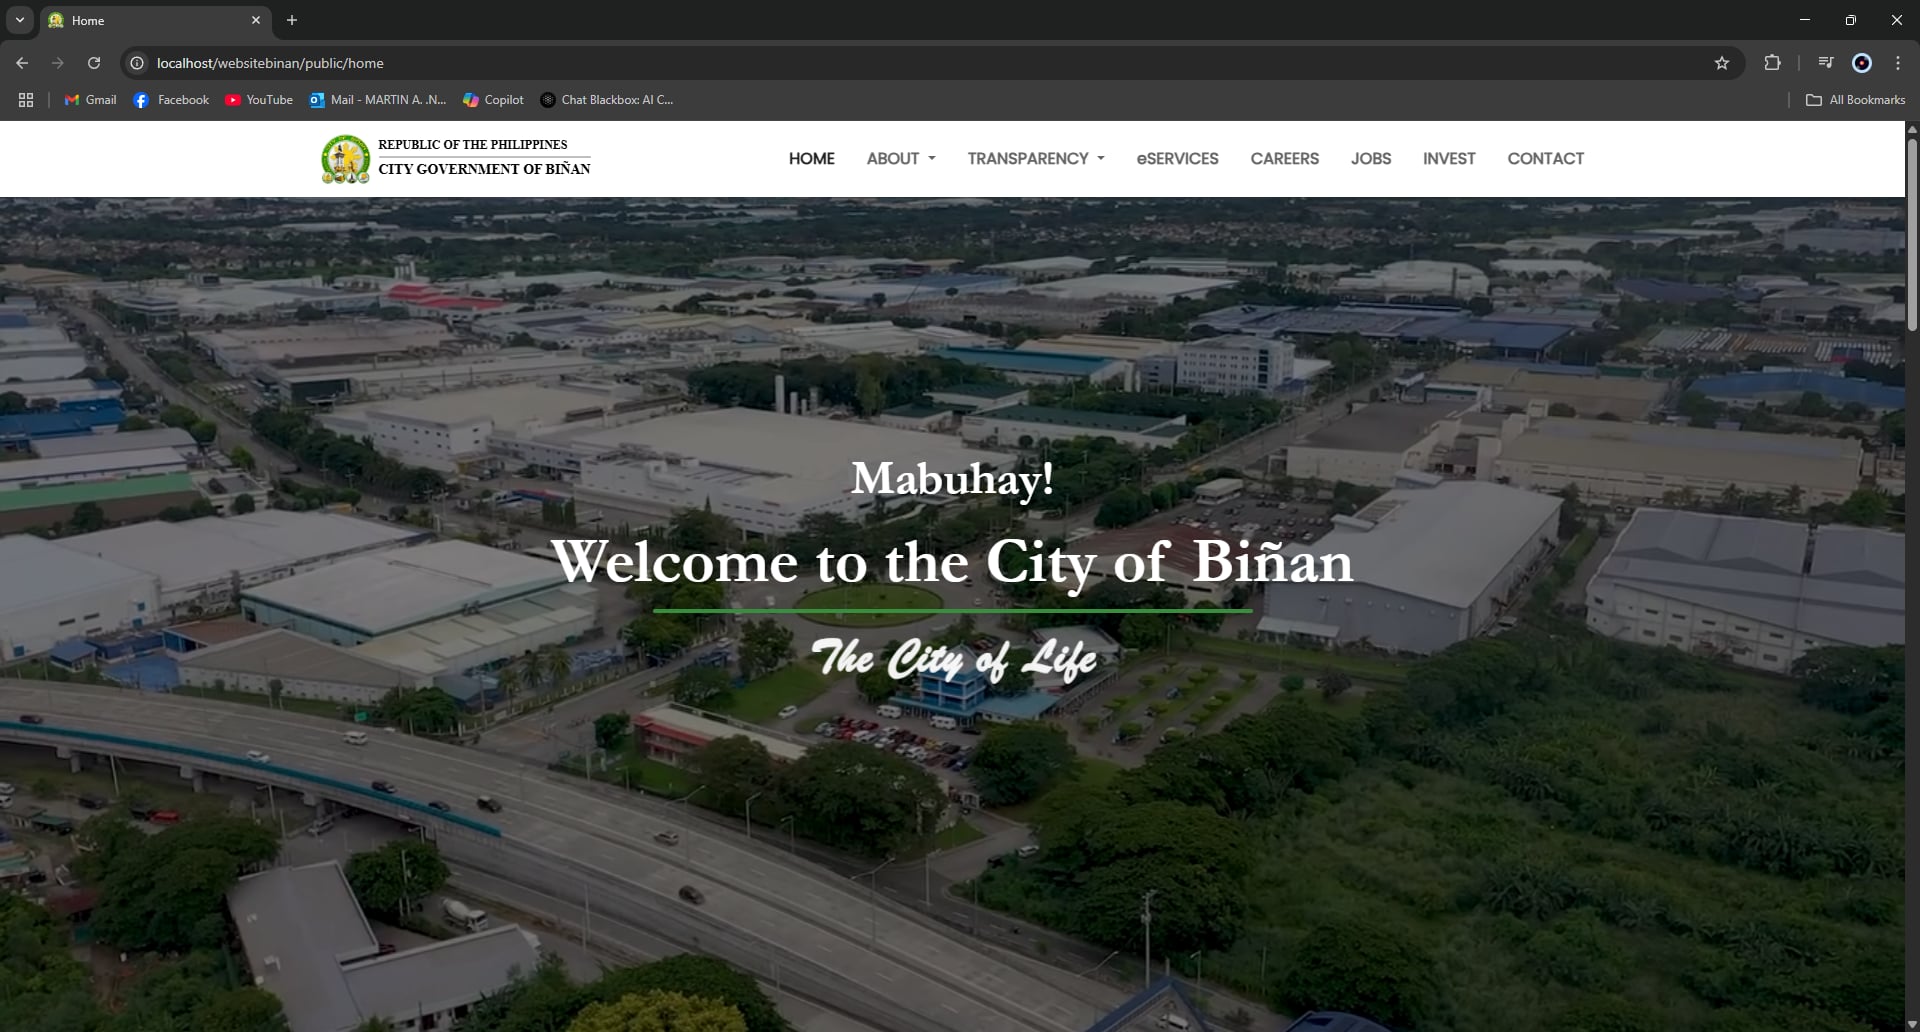 Home
localhost/websitebinan/public/home
Gmail
Facebook
YouTube
Mail - MARTIN A. .N...
Copilot
Chat Blackbox: AI C...
All Bookmarks
REPUBLIC OF THE PHILIPPINES
CITY GOVERNMENT OF BIÑAN
HOME
ABOUT
TRANSPARENCY
eSERVICES
CAREERS
JOBS
INVEST
CONTACT
Mabuhay!
Welcome to the City of Biñan
The City of Life